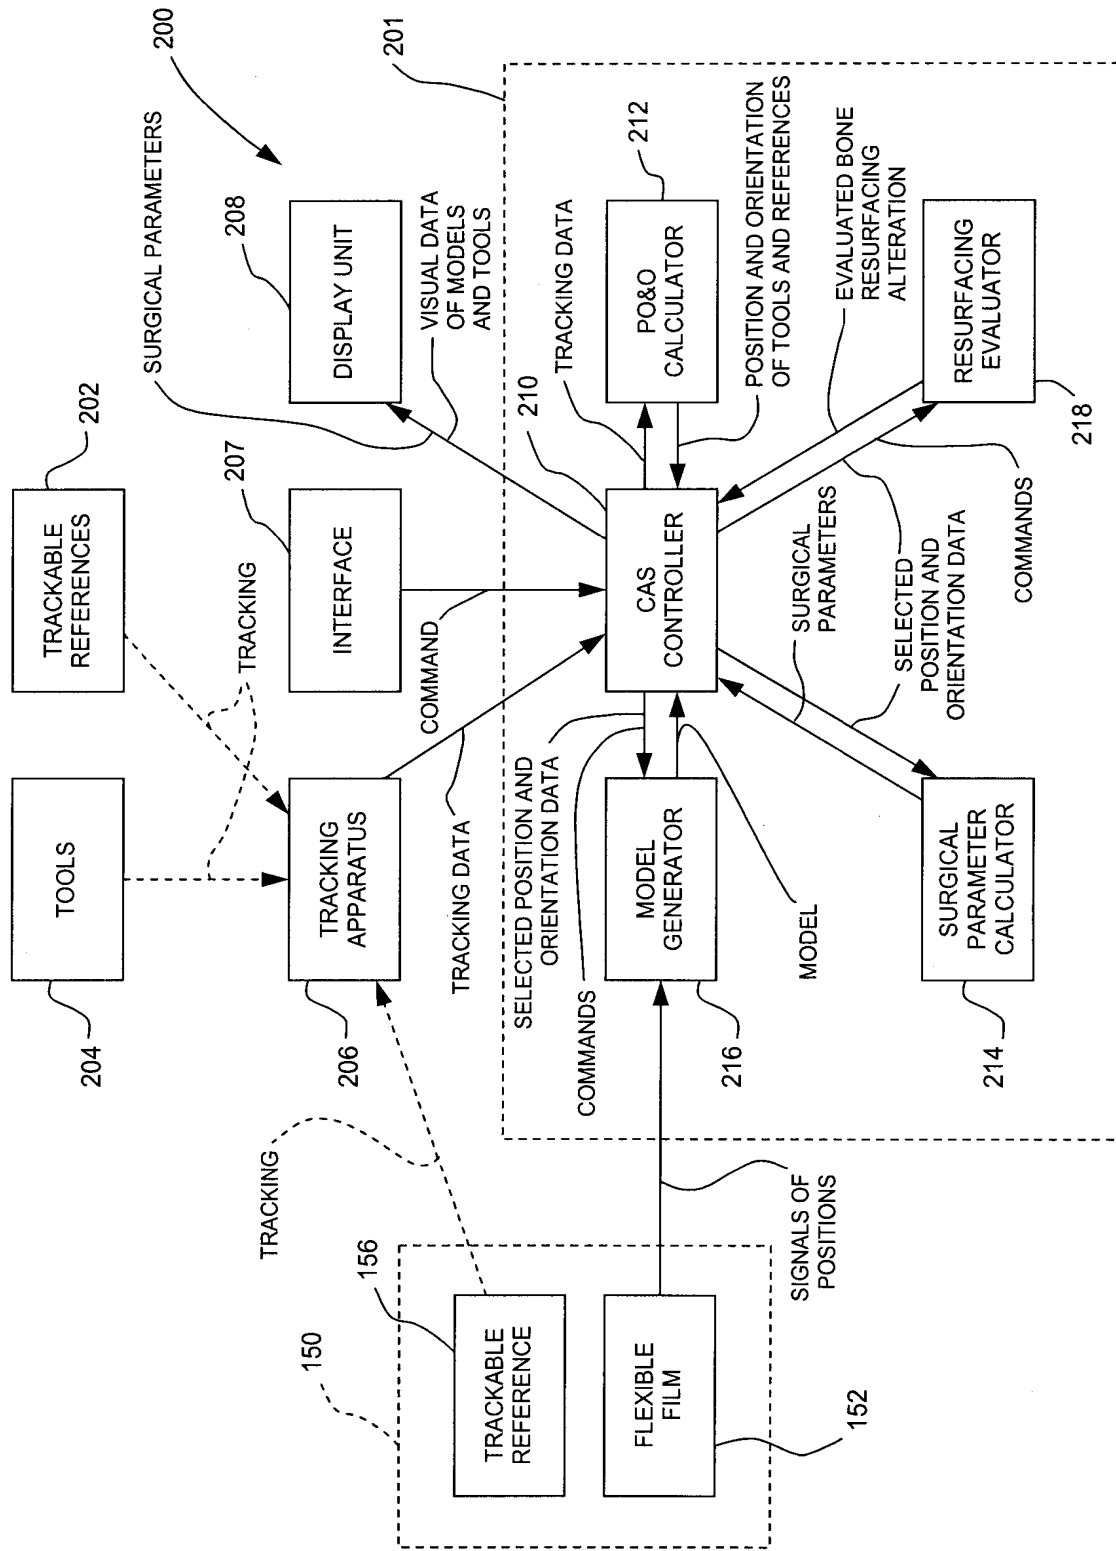 200
201
202
TRACKABLE
REFERENCES
TRACKING
TOOLS
204
SURGICAL PARAMETERS
208
DISPLAY UNIT
VISUAL DATA
OF MODELS
AND TOOLS
207
INTERFACE
COMMAND
TRACKING
APPARATUS
206
TRACKING DATA
TRACKING
150
156
TRACKABLE
REFERENCE
FLEXIBLE
FILM
152
SIGNALS OF
POSITIONS
212
PO&O
CALCULATOR
TRACKING DATA
POSITION AND ORIENTATION
OF TOOLS AND REFERENCES
210
CAS
CONTROLLER
SELECTED POSITION AND
ORIENTATION DATA
COMMANDS
MODEL
GENERATOR
216
MODEL
EVALUATED BONE
RESURFACING
ALTERATION
RESURFACING
EVALUATOR
218
COMMANDS
SURGICAL
PARAMETERS
SELECTED
POSITION AND
ORIENTATION DATA
SURGICAL
PARAMETER
CALCULATOR
214